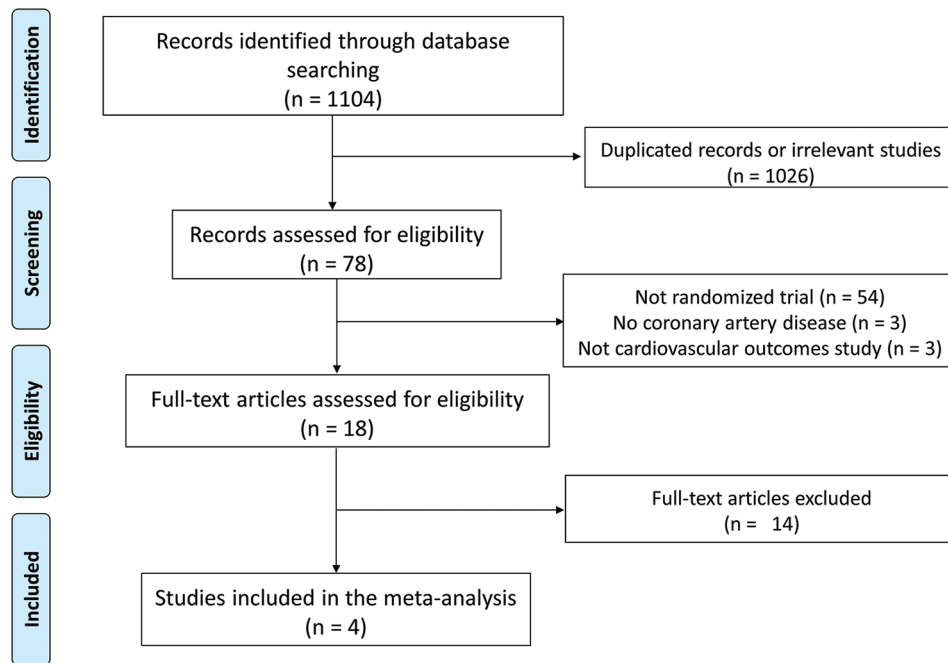 Identification
Records identified through database
searching
(n = 1104)
Duplicated records or irrelevant studies
(n = 1026)
Screening
Records assessed for eligibility
(n = 78)
Not randomized trial (n = 54)
No coronary artery disease (n = 3)
Not cardiovascular outcomes study (n = 3)
Eligibility
Full-text articles assessed for eligibility
(n = 18)
Full-text articles excluded
(n = 14)
Included
Studies included in the meta-analysis
(n = 4)